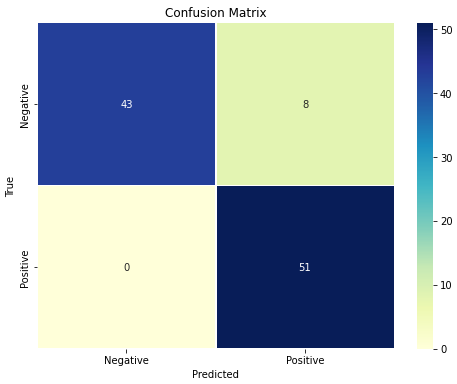 Confusion Matrix
Negative
Positive
True
43
8
0
51
Negative
Positive
Predicted
50
40
30
20
10
0